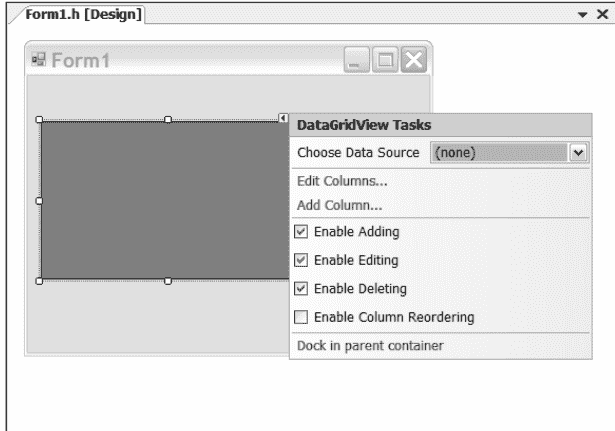 Form1.h [Design]
Form1
DataGridView Tasks
Choose Data Source (none)
Edit Columns...
Add Column...
Enable Adding
Enable Editing
Enable Deleting
Enable Column Reordering
Dock in parent container